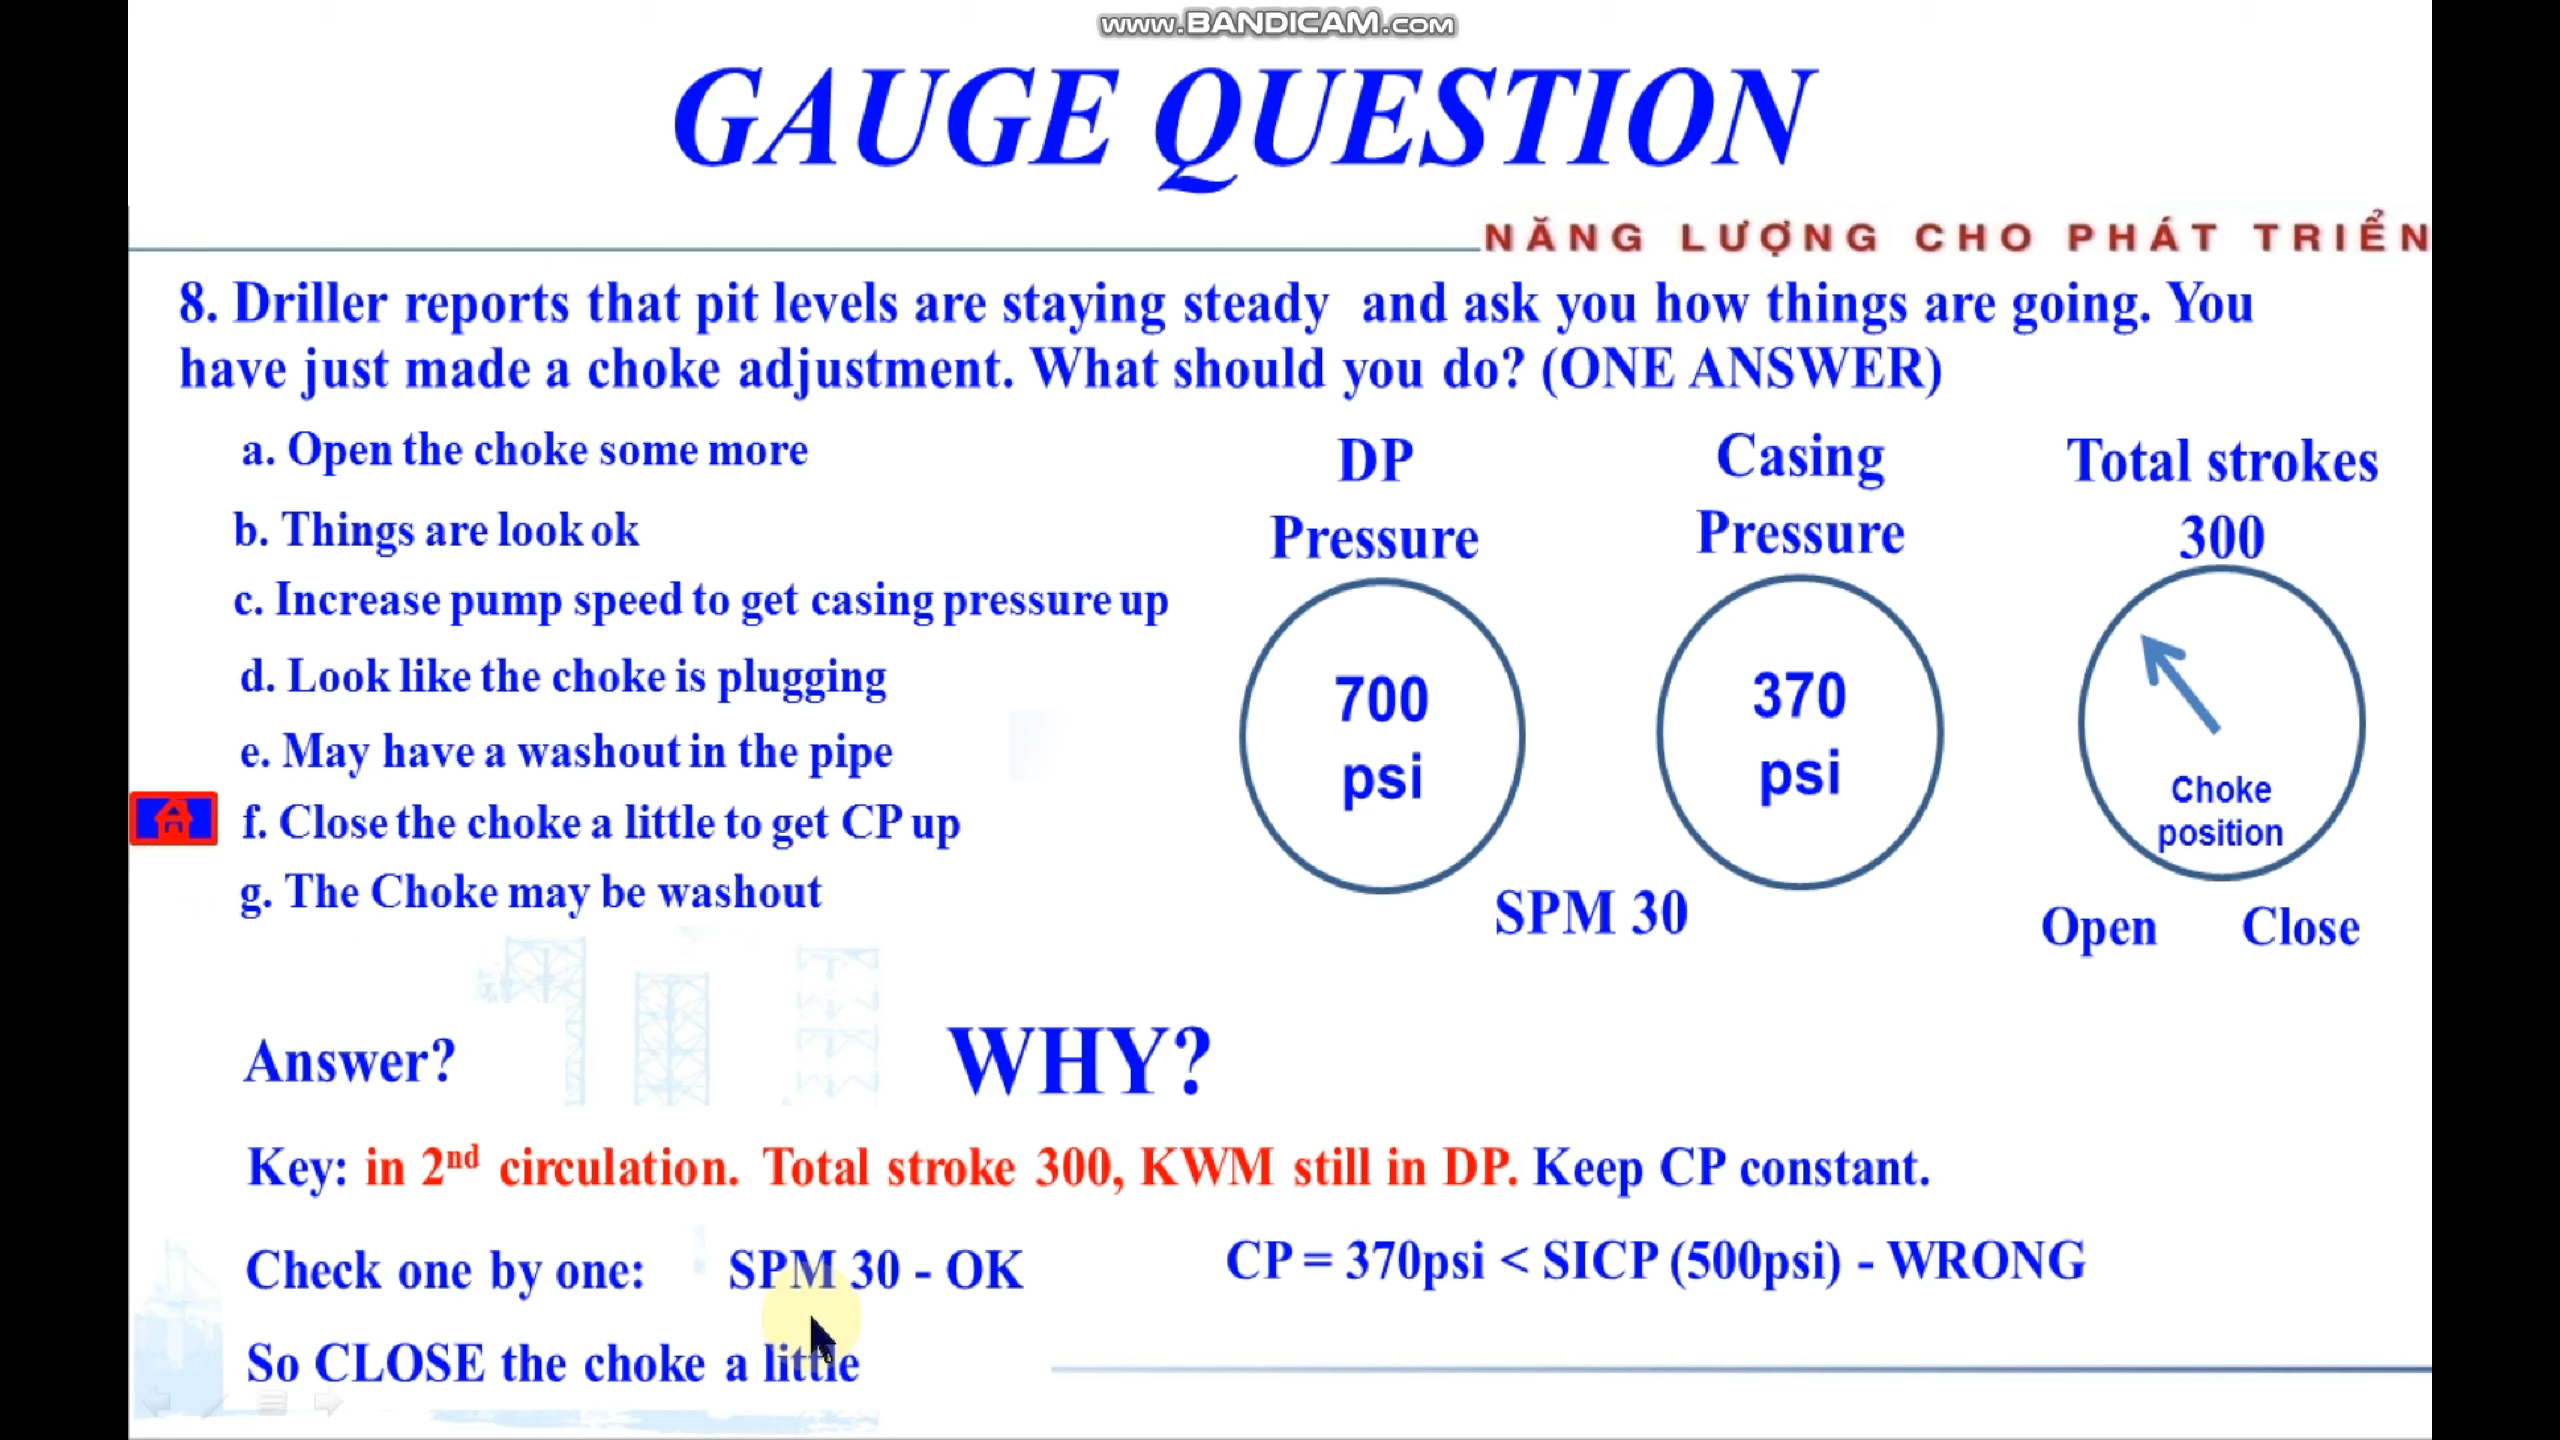 www.BANDICAM.com
GAUGE QUESTION
NĂNG LƯỢNG CHO PHÁT TRIỂN
8. Driller reports that pit levels are staying steady and ask you how things are going. You
have just made a choke adjustment. What should you do? (ONE ANSWER)
a. Open the choke some more
b. Things are look ok
c. Increase pump speed to get casing pressure up
d. Look like the choke is plugging
e. May have a washout in the pipe
f. Close the choke a little to get CP up
g. The Choke may be washout
DP
Pressure
700
psi
Casing
Pressure
370
psi
Total strokes
300
Choke
position
SPM 30
Open Close
Answer?
WHY?
Key: in 2nd circulation. Total stroke 300, KWM still in DP. Keep CP constant.
Check one by one: SPM 30 - OK
CP = 370psi < SICP (500psi) - WRONG
So CLOSE the choke a little